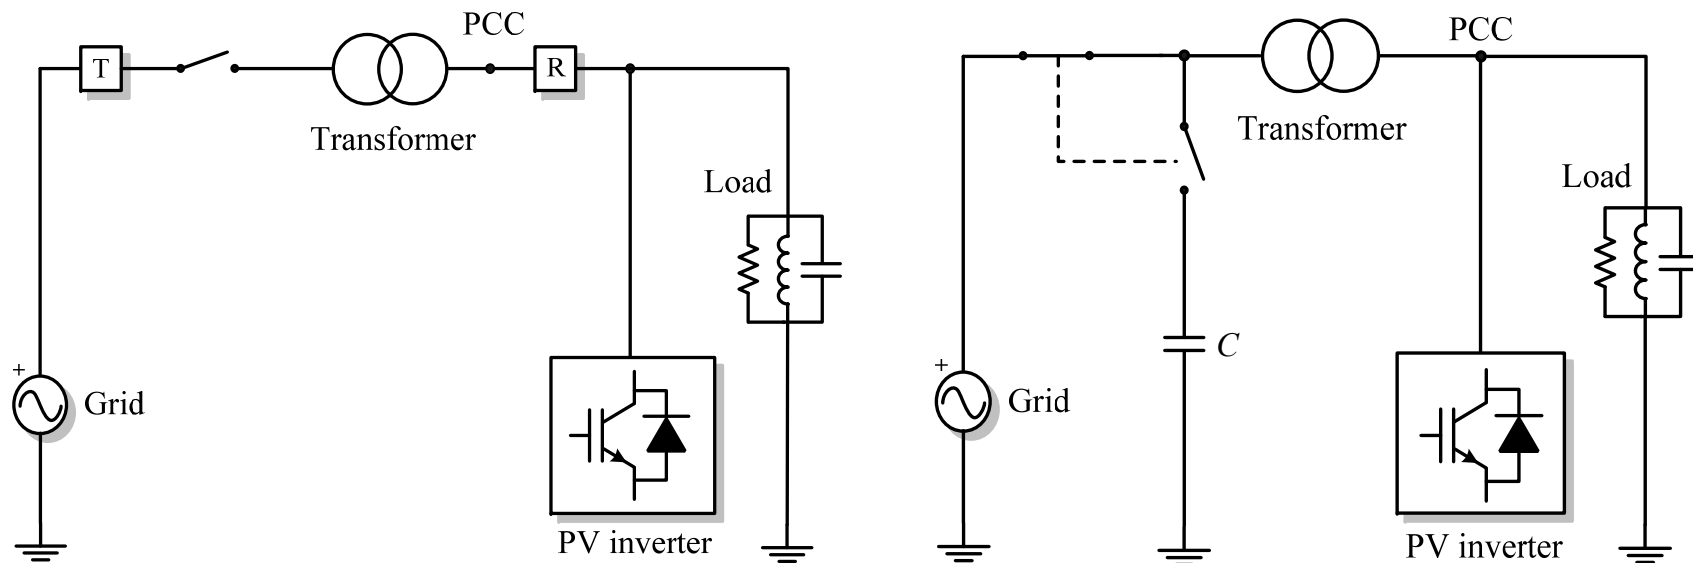 PCC
T
R
Transformer
Load
+
Grid
PV inverter
PCC
Transformer
Load
C
+
Grid
PV inverter